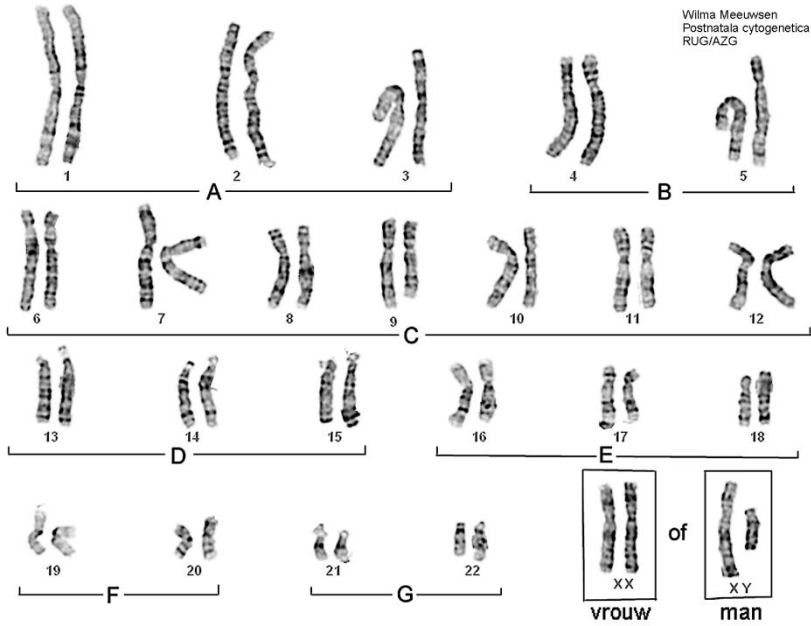 Wilma Meeuwsen
Postnatala cytogenetica
RUG/AZG
1 2 3 4 5
A B
6 7 8 9 10 11 12
C
13 14 15 16 17 18
D E
19 20 21 22
F G
XX of XY
vrouw man